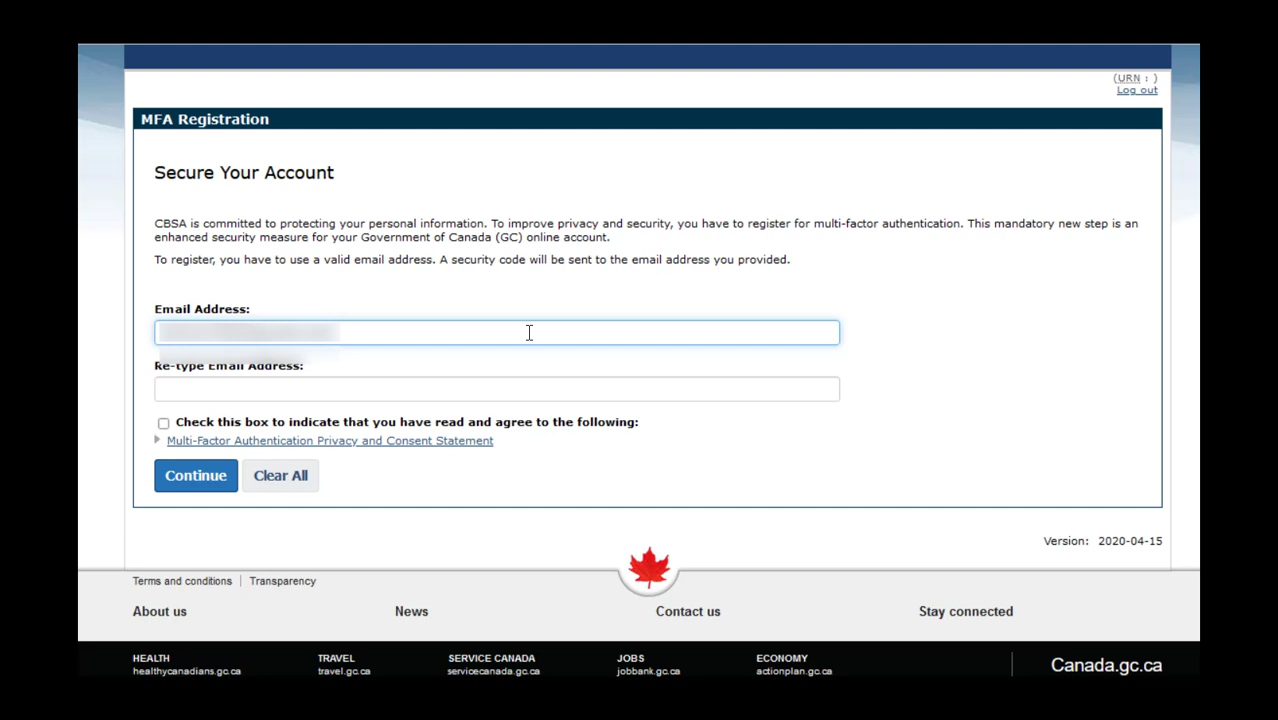 (URN : )
Log out
MFA Registration
Secure Your Account
CBSA is committed to protecting your personal information. To improve privacy and security, you have to register for multi-factor authentication. This mandatory new step is an
enhanced security measure for your Government of Canada (GC) online account.
To register, you have to use a valid email address. A security code will be sent to the email address you provided.
Email Address:
Re-type Email Address:
Check this box to indicate that you have read and agree to the following:
Multi-Factor Authentication Privacy and Consent Statement
Continue Clear All
Version: 2020-04-15
Terms and conditions | Transparency
About us News Contact us Stay connected
HEALTH TRAVEL SERVICE CANADA JOBS ECONOMY
healthycanadians.gc.ca travel.gc.ca servicecanada.gc.ca jobbank.gc.ca actionplan.gc.ca
Canada.gc.ca